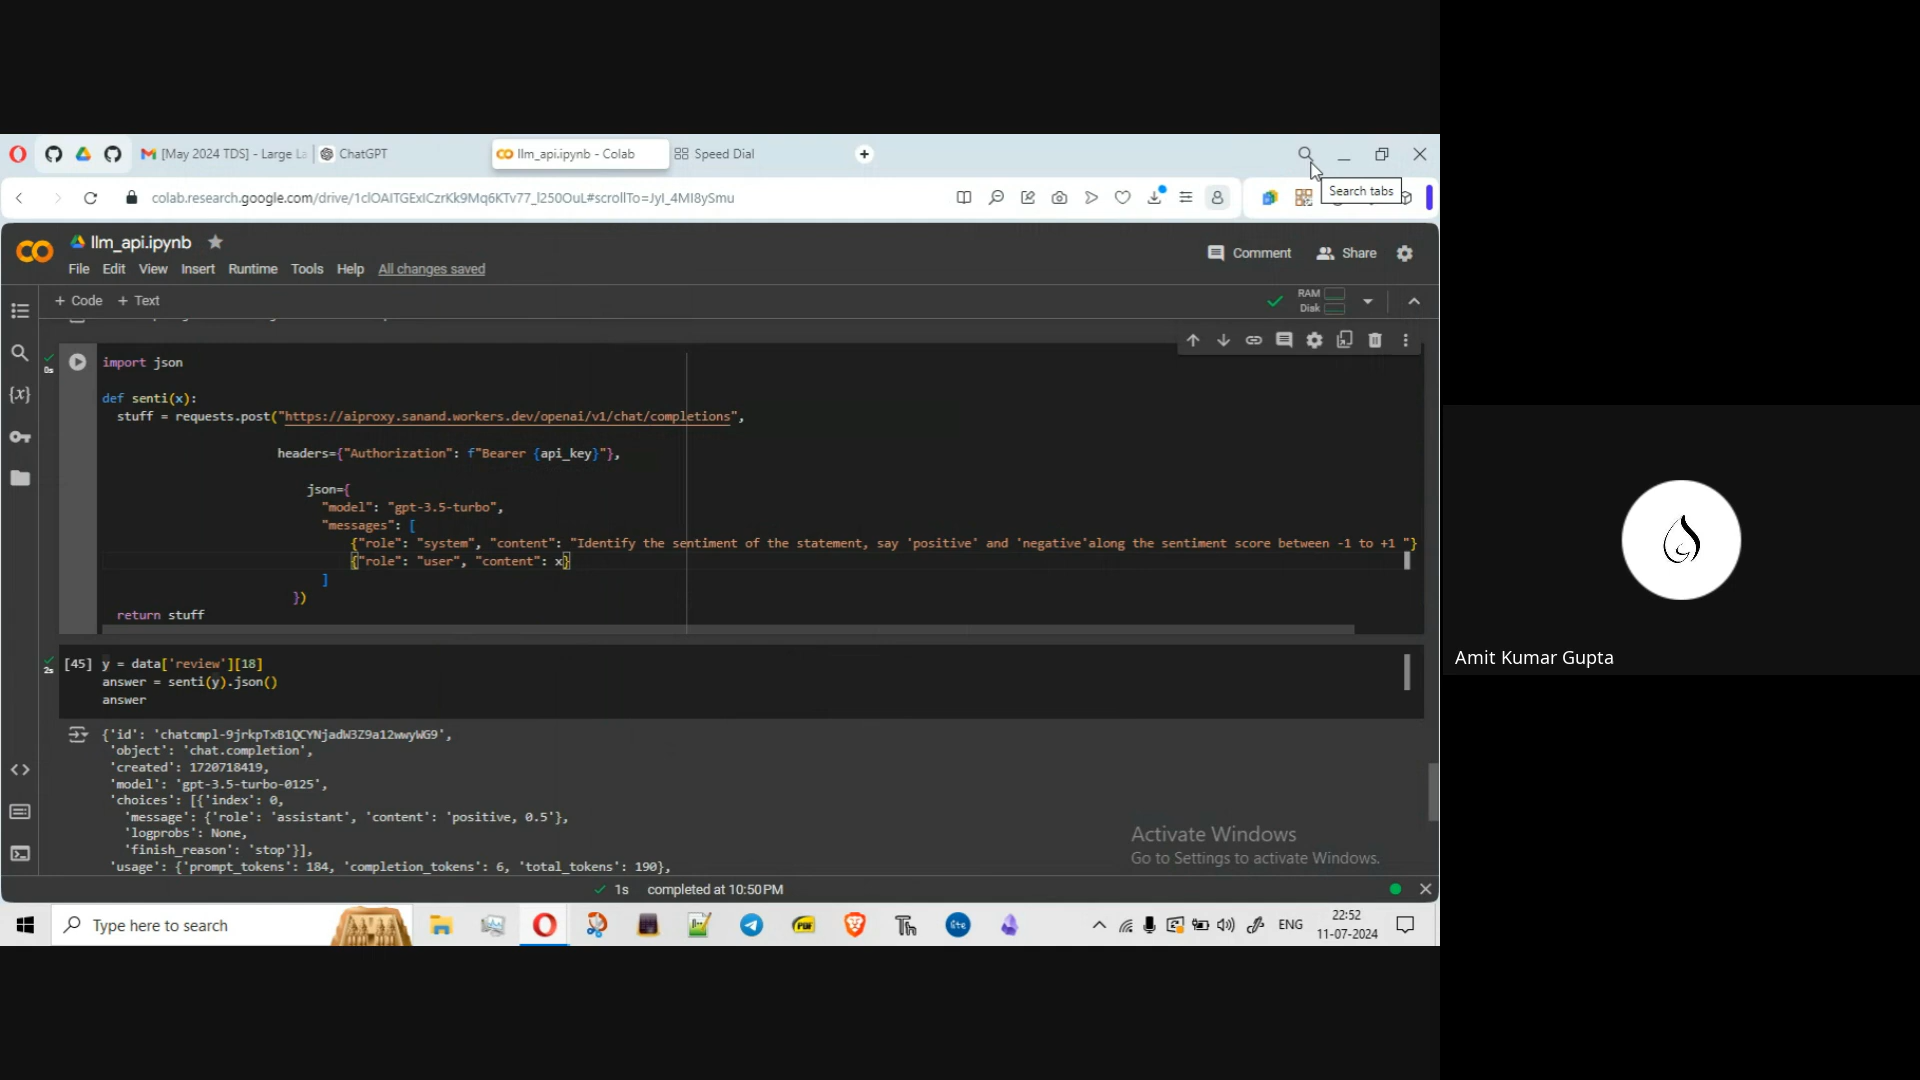 [May 2024 TDS] - Large La
ChatGPT
llm_api.ipynb - Colab
Speed Dial
colab.research.google.com/drive/1clOAITGExICzrKk9Mq6KTv77_l250OuL#scrollTo=JyI_4MI8ySmu
Search tabs
llm_api.ipynb
Comment
Share
File Edit View Insert Runtime Tools Help All changes saved
+ Code + Text
RAM
Disk
0s
import json
def senti(x):
stuff = requests.post("https://aiproxy.sanand.workers.dev/openai/v1/chat/completions",
headers={"Authorization": f"Bearer {api_key}"},
json={
"model": "gpt-3.5-turbo",
"messages": [
{"role": "system", "content": "Identify the sentiment of the statement, say 'positive' and 'negative'along the sentiment score between -1 to +1 "}
{"role": "user", "content": x}
]
})
return stuff
2s
[45] y = data['review'][18]
answer = senti(y).json()
answer
{'id': 'chatcmpl-9jrkpTxB1QCYNjadW3Z9a12wwyWG9',
'object': 'chat.completion',
'created': 1720718419,
'model': 'gpt-3.5-turbo-0125',
'choices': [{'index': 0,
'message': {'role': 'assistant', 'content': 'positive, 0.5'},
'logprobs': None,
'finish_reason': 'stop'}],
'usage': {'prompt_tokens': 184, 'completion_tokens': 6, 'total_tokens': 190},
Activate Windows
Go to Settings to activate Windows.
1s completed at 10:50 PM
Type here to search
ENG
22:52
11-07-2024
Amit Kumar Gupta